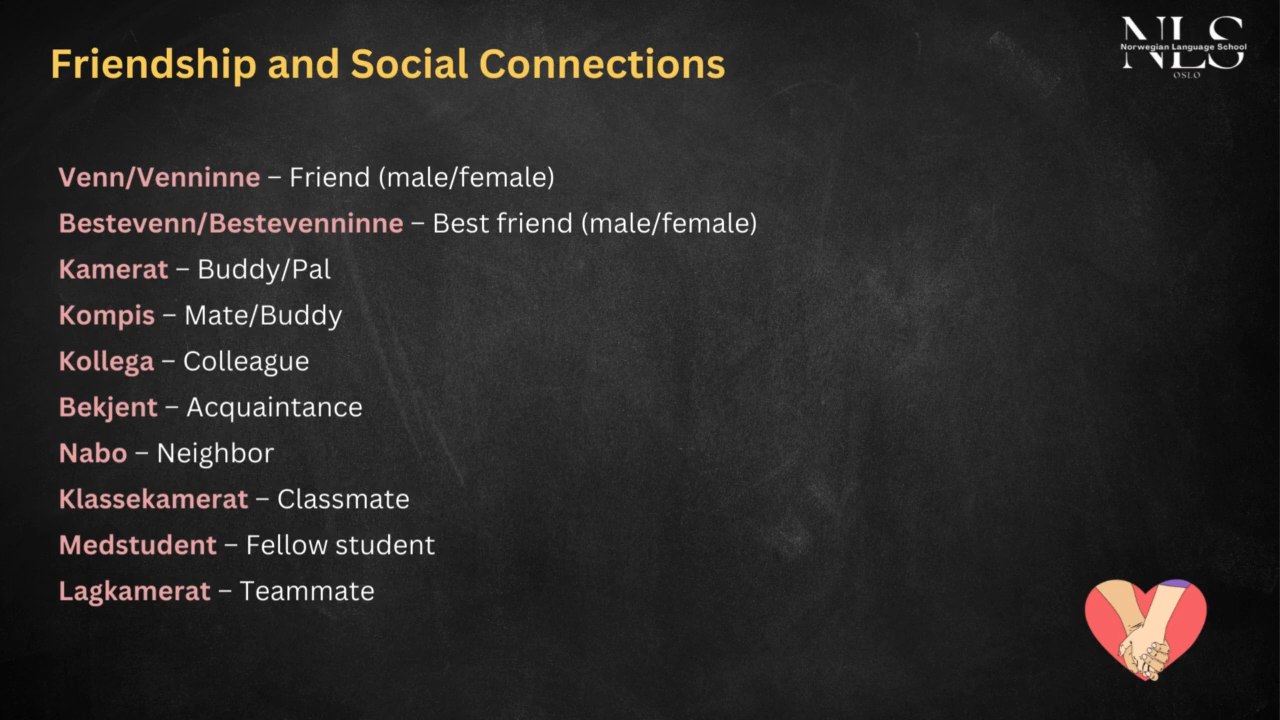 Friendship and Social Connections
NLS
Norwegian Language School
OSLO
Venn/Venninne – Friend (male/female)
Bestevenn/Bestevenninne – Best friend (male/female)
Kamerat – Buddy/Pal
Kompis – Mate/Buddy
Kollega – Colleague
Bekjent – Acquaintance
Nabo – Neighbor
Klassekamerat – Classmate
Medstudent – Fellow student
Lagkamerat – Teammate